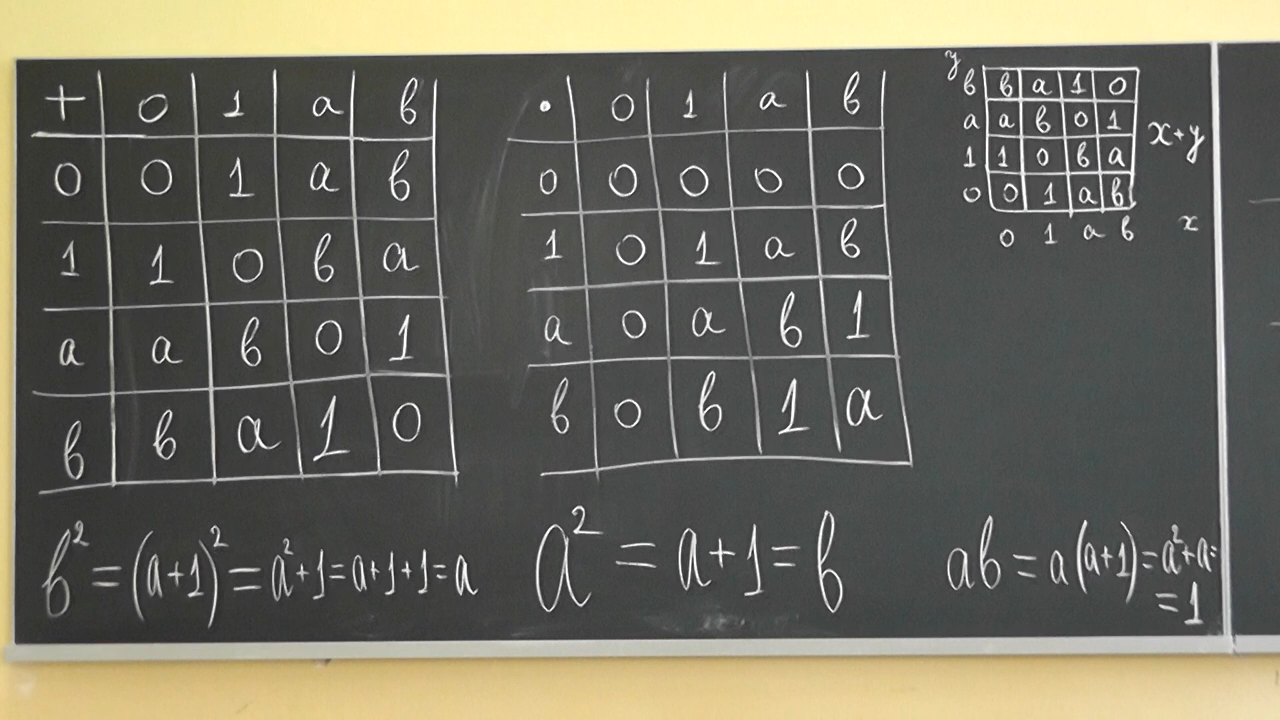 + 0 1 a в
0 0 1 a в
1 1 0 в a
a a в 0 1
в в a 1 0
· 0 1 a в
0 0 0 0 0
1 0 1 a в
a 0 a в 1
в 0 в 1 a
y
в в a 1 0
a a в 0 1
1 1 0 в a
0 0 1 a в
0 1 a в x
x+y
в² = (a+1)² = a²+1 = a+1+1 = a
a² = a+1 = в
aв = a(a+1) = a²+a =
= 1